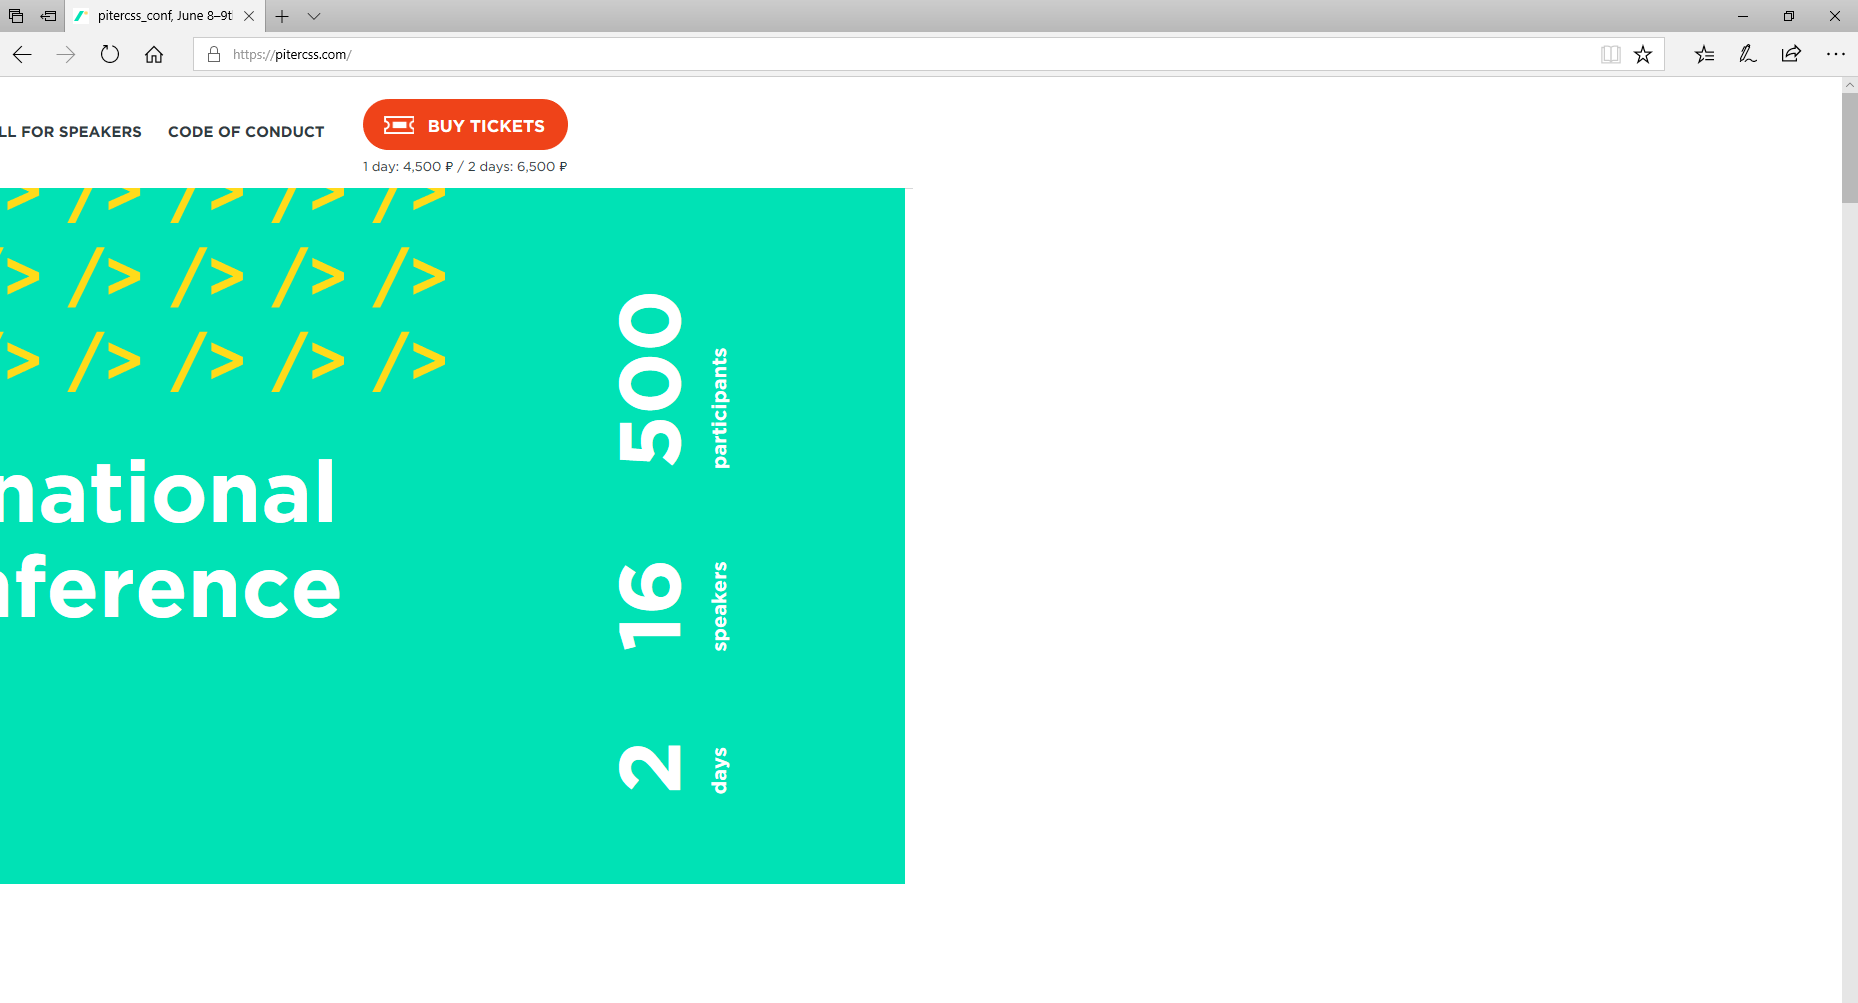 pitercss_conf, June 8–9t
https://pitercss.com/
LL FOR SPEAKERS
CODE OF CONDUCT
BUY TICKETS
1 day: 4,500 ₽ / 2 days: 6,500 ₽
/> /> /> /> />
/> /> /> /> />
/> /> /> /> />
national
nference
500
participants
16
speakers
2
days